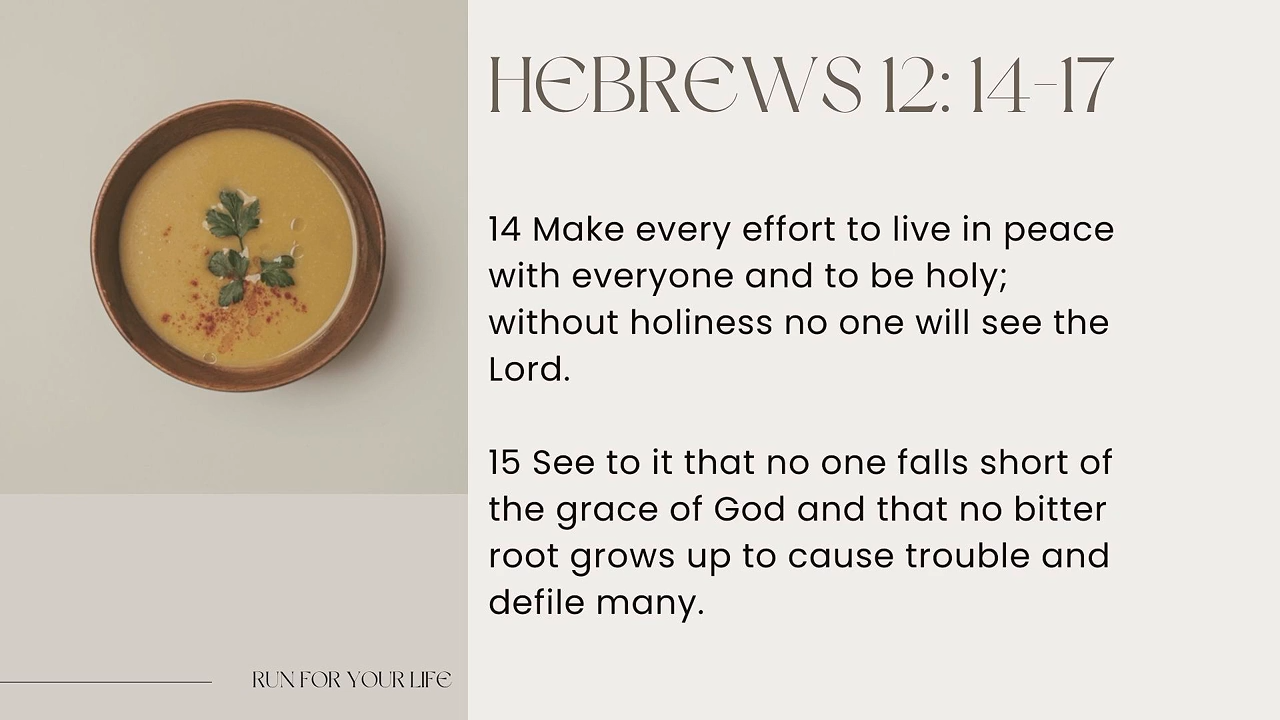 HEBREWS 12: 14-17
14 Make every effort to live in peace
with everyone and to be holy;
without holiness no one will see the
Lord.
15 See to it that no one falls short of
the grace of God and that no bitter
root grows up to cause trouble and
defile many.
RUN FOR YOUR LIFE